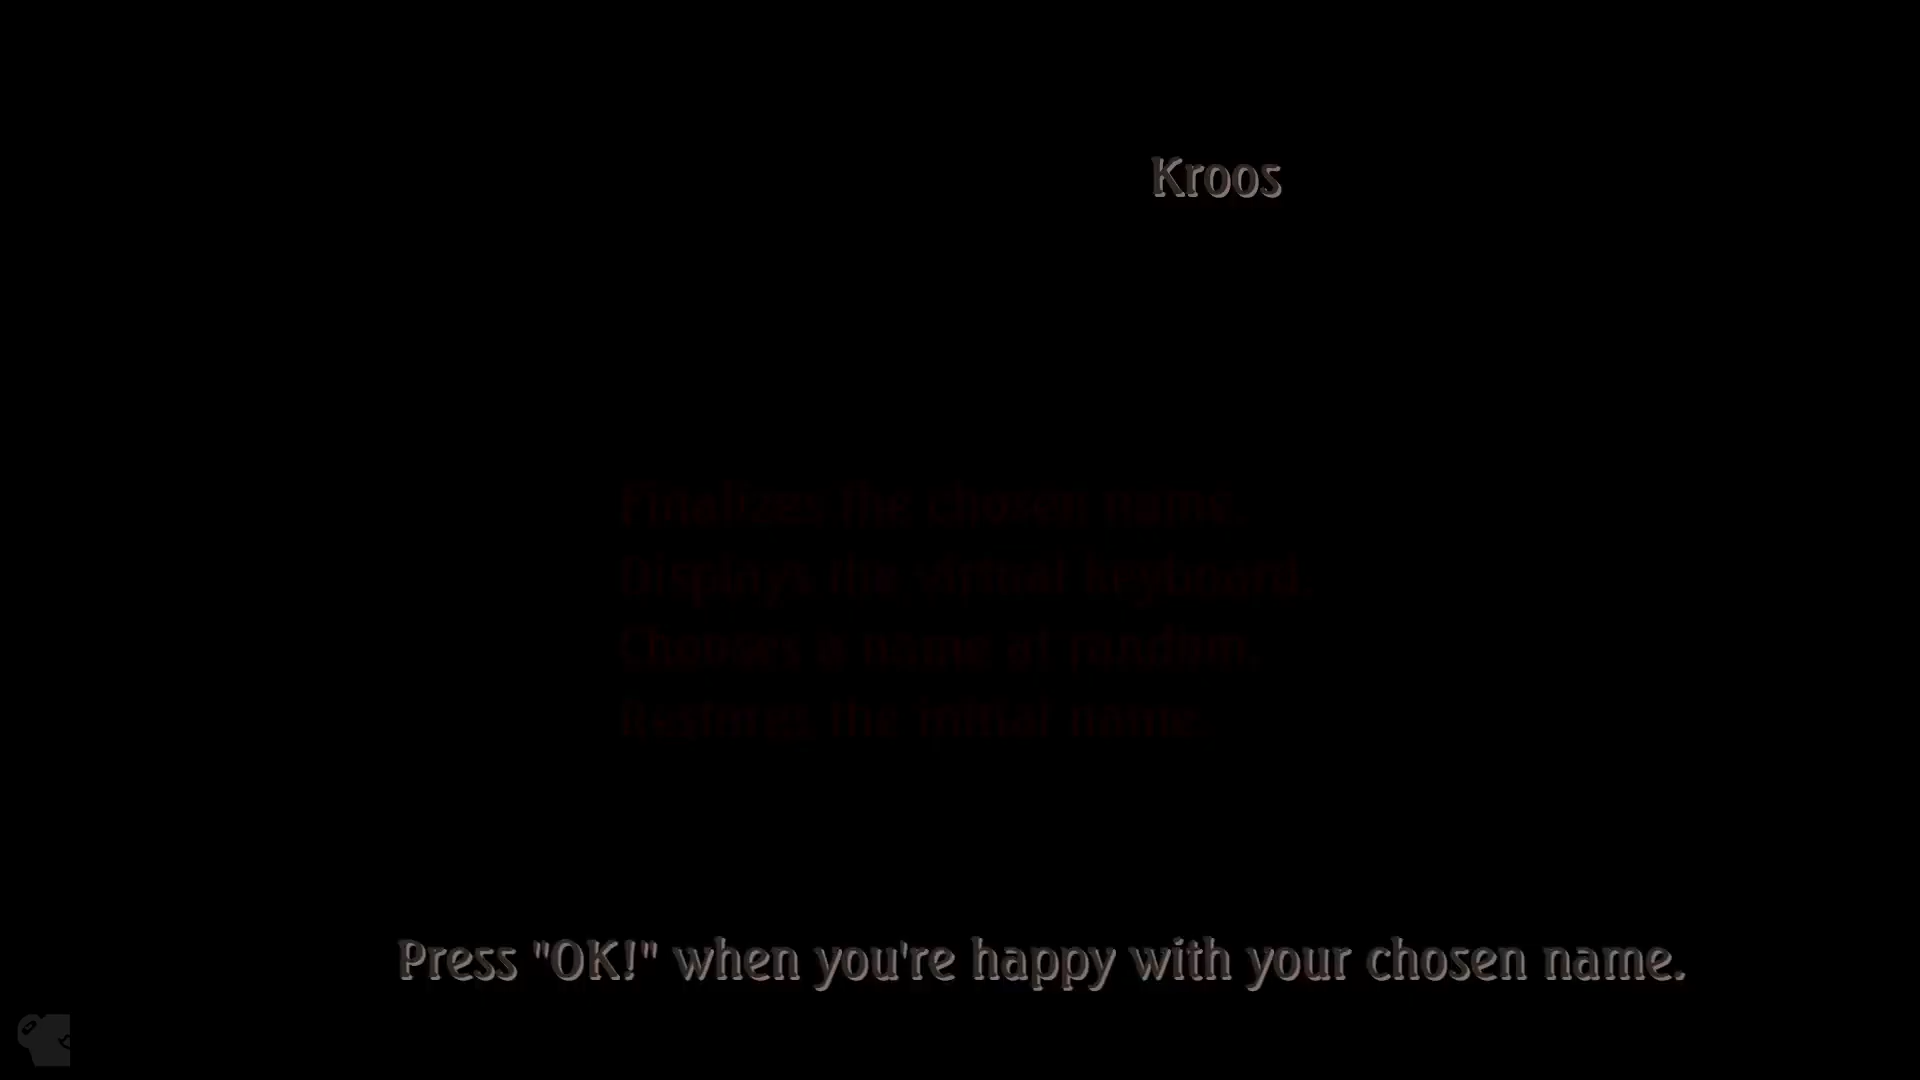 Kroos
Finalizes the chosen name.
Displays the virtual keyboard.
Chooses a name at random.
Restores the initial name.
Press "OK!" when you're happy with your chosen name.